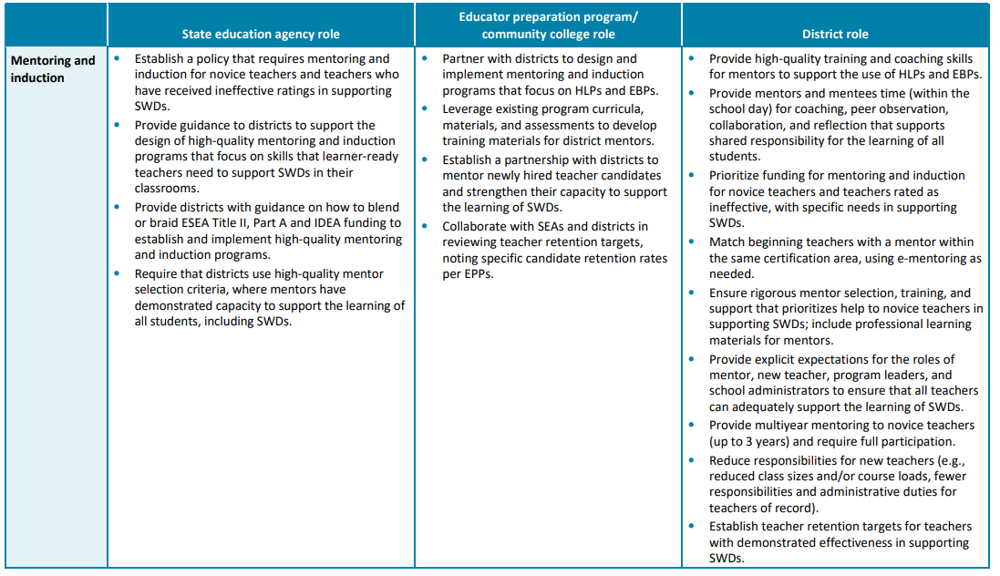 State education agency role
Educator preparation program/
community college role
District role
Mentoring and
induction
• Establish a policy that requires mentoring and
induction for novice teachers and teachers who
have received ineffective ratings in supporting
SWDs.
• Provide guidance to districts to support the
design of high-quality mentoring and induction
programs that focus on skills that learner-ready
teachers need to support SWDs in their
classrooms.
• Provide districts with guidance on how to blend
or braid ESEA Title II, Part A and IDEA funding to
establish and implement high-quality mentoring
and induction programs.
• Require that districts use high-quality mentor
selection criteria, where mentors have
demonstrated capacity to support the learning of
all students, including SWDs.
• Partner with districts to design and
implement mentoring and induction
programs that focus on HLPs and EBPs.
• Leverage existing program curricula,
materials, and assessments to develop
training materials for district mentors.
• Establish a partnership with districts to
mentor newly hired teacher candidates
and strengthen their capacity to support
the learning of SWDs.
• Collaborate with SEAs and districts in
reviewing teacher retention targets,
noting specific candidate retention rates
per EPPs.
• Provide high-quality training and coaching skills
for mentors to support the use of HLPs and EBPs.
• Provide mentors and mentees time (within the
school day) for coaching, peer observation,
collaboration, and reflection that supports
shared responsibility for the learning of all
students.
• Prioritize funding for mentoring and induction
for novice teachers and teachers rated as
ineffective, with specific needs in supporting
SWDs.
• Match beginning teachers with a mentor within
the same certification area, using e-mentoring as
needed.
• Ensure rigorous mentor selection, training, and
support that prioritizes help to novice teachers in
supporting SWDs; include professional learning
materials for mentors.
• Provide explicit expectations for the roles of
mentor, new teacher, program leaders, and
school administrators to ensure that all teachers
can adequately support the learning of SWDs.
• Provide multiyear mentoring to novice teachers
(up to 3 years) and require full participation.
• Reduce responsibilities for new teachers (e.g.,
reduced class sizes and/or course loads, fewer
responsibilities and administrative duties for
teachers of record).
• Establish teacher retention targets for teachers
with demonstrated effectiveness in supporting
SWDs.